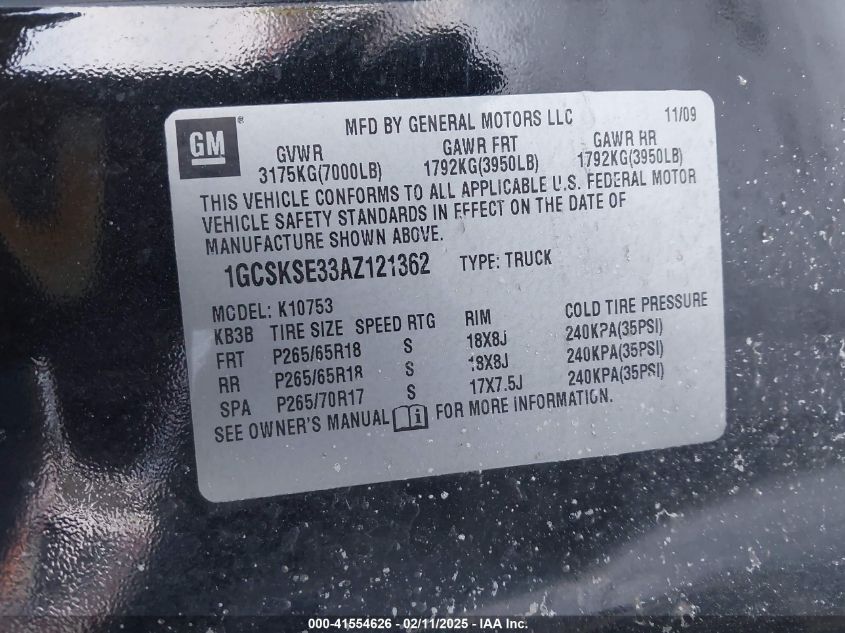 GM
®
MFD BY GENERAL MOTORS LLC 11/09
GVWR GAWR FRT GAWR RR
3175KG(7000LB) 1792KG(3950LB) 1792KG(3950LB)
THIS VEHICLE CONFORMS TO ALL APPLICABLE U.S. FEDERAL MOTOR
VEHICLE SAFETY STANDARDS IN EFFECT ON THE DATE OF
MANUFACTURE SHOWN ABOVE.
1GCSKSE33AZ121362 TYPE: TRUCK
MODEL: K10753
KB3B TIRE SIZE SPEED RTG RIM COLD TIRE PRESSURE
FRT P265/65R18 S 18X8J 240KPA(35PSI)
RR P265/65R18 S 18X8J 240KPA(35PSI)
SPA P265/70R17 S 17X7.5J 240KPA(35PSI)
SEE OWNER'S MANUAL i FOR MORE INFORMATION.
000-41554626 - 02/11/2025 - IAA Inc.